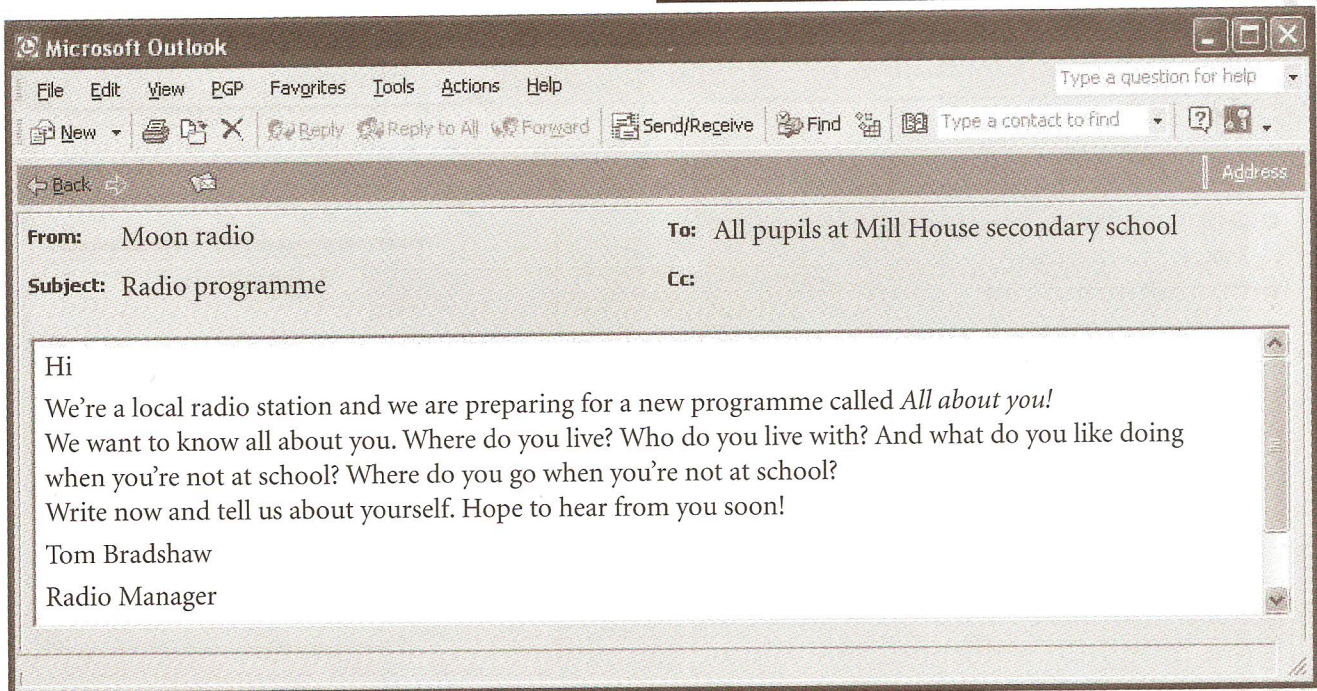 Microsoft Outlook
File Edit View PGP Favorites Tools Actions Help Type a question for help
New Reply Reply to All Forward Send/Receive Find Type a contact to find
Back Address
From: Moon radio To: All pupils at Mill House secondary school
Subject: Radio programme Cc:
Hi
We're a local radio station and we are preparing for a new programme called All about you!
We want to know all about you. Where do you live? Who do you live with? And what do you like doing
when you're not at school? Where do you go when you're not at school?
Write now and tell us about yourself. Hope to hear from you soon!
Tom Bradshaw
Radio Manager